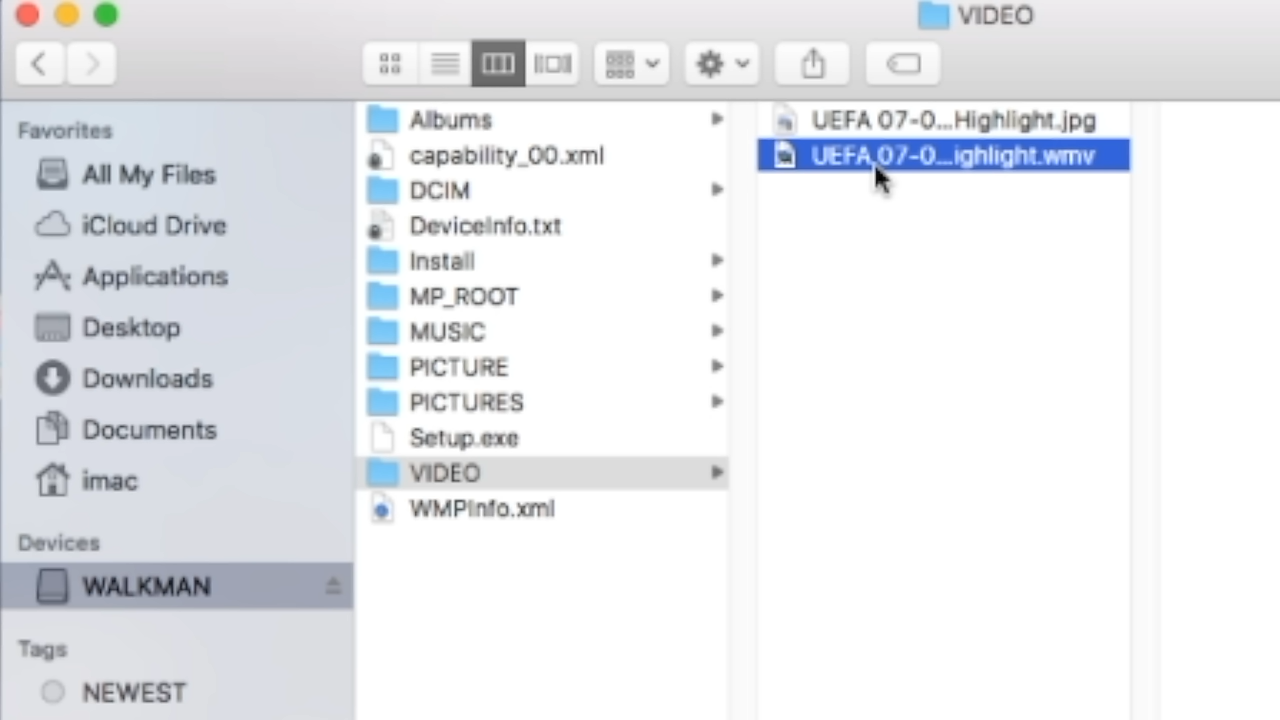 VIDEO
Favorites
All My Files
iCloud Drive
Applications
Desktop
Downloads
Documents
imac
Devices
WALKMAN
Tags
NEWEST
Albums
capability_00.xml
DCIM
DeviceInfo.txt
Install
MP_ROOT
MUSIC
PICTURE
PICTURES
Setup.exe
VIDEO
WMPInfo.xml
UEFA 07-0...Highlight.jpg
UEFA 07-0...ighlight.wmv